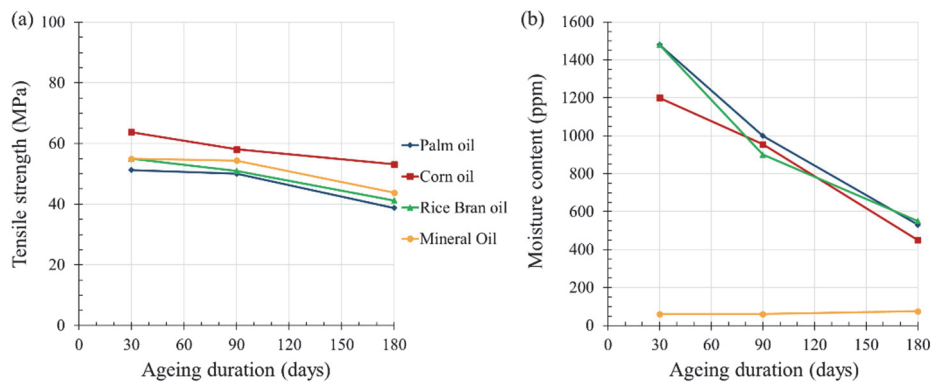 (a)
Tensile strength (MPa)
100
80
60
40
20
0
0 30 60 90 120 150 180
Ageing duration (days)
Palm oil
Corn oil
Rice Bran oil
Mineral Oil
(b)
Moisture content (ppm)
1600
1400
1200
1000
800
600
400
200
0
0 30 60 90 120 150 180
Ageing duration (days)